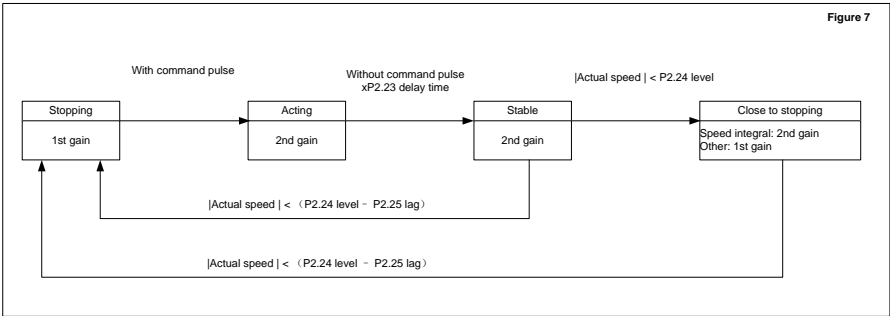 Figure 7
With command pulse
Without command pulse
xP2.23 delay time
|Actual speed | < P2.24 level
Stopping
1st gain
Acting
2nd gain
Stable
2nd gain
Close to stopping
Speed integral: 2nd gain
Other: 1st gain
|Actual speed | < （P2.24 level﹣P2.25 lag）
|Actual speed | < （P2.24 level﹣P2.25 lag）